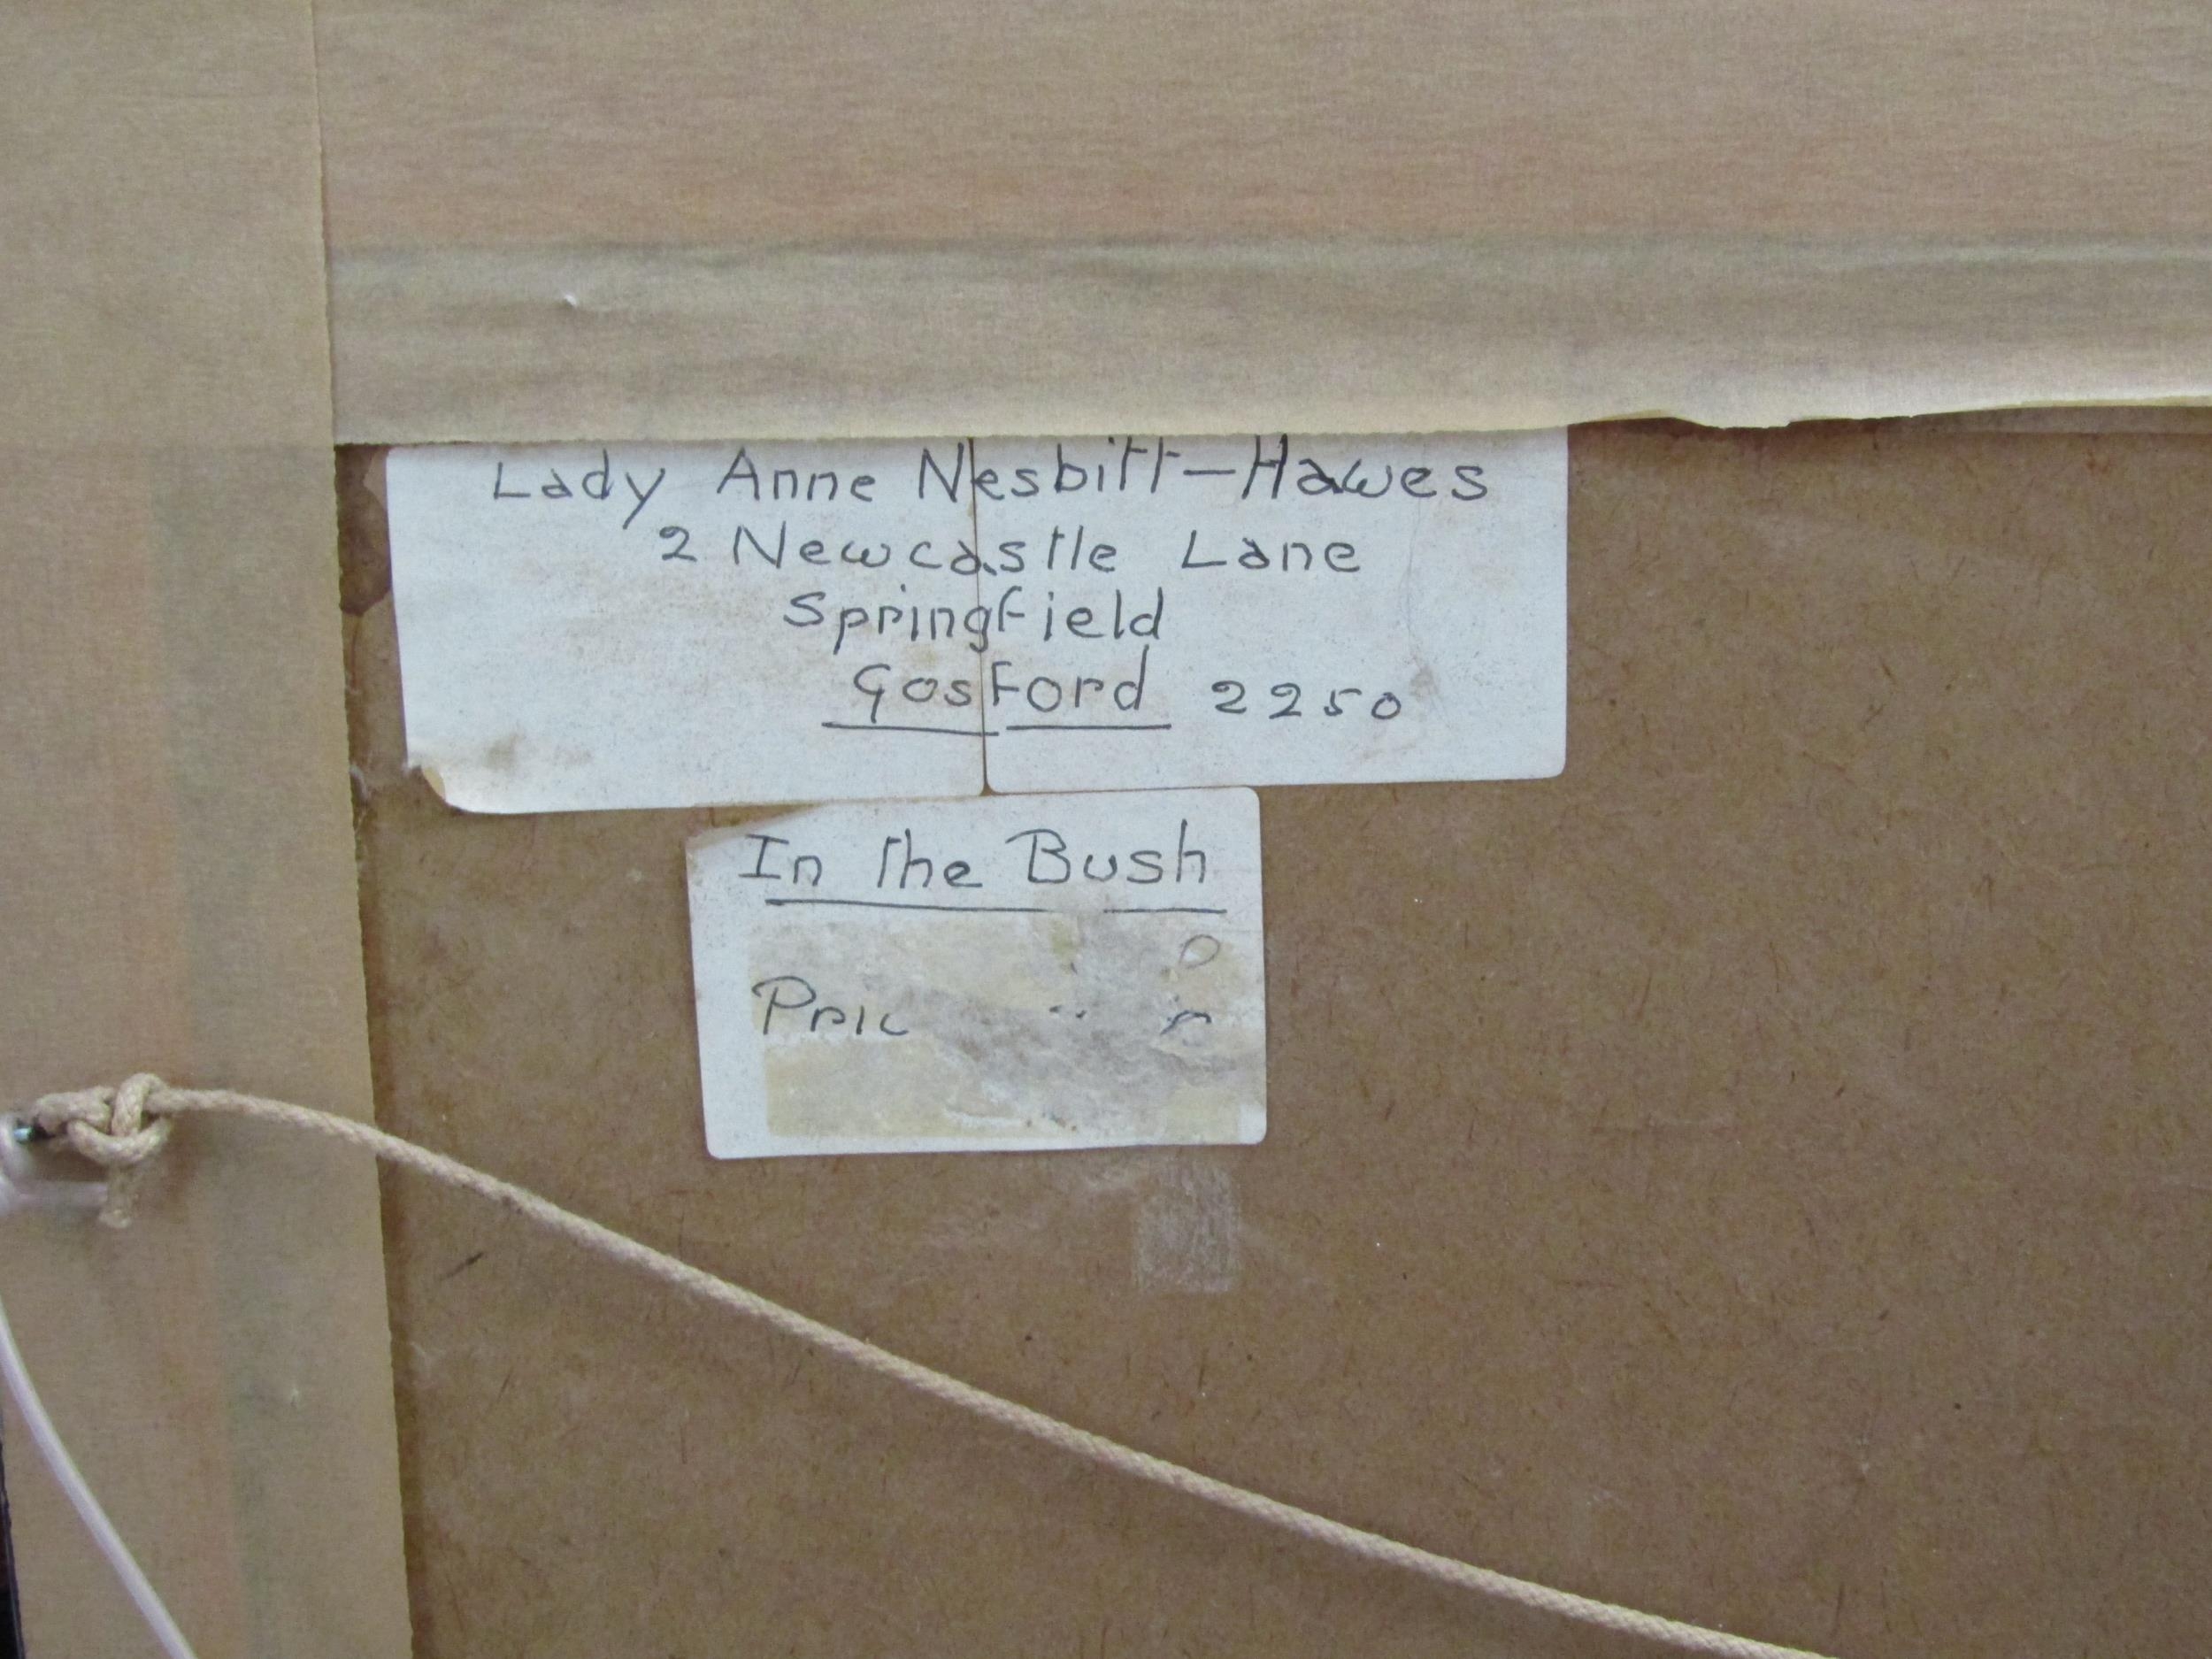 Lady Anne Nesbitt-Hawes
2 Newcastle Lane
Springfield
Gosford 2250
In the Bush